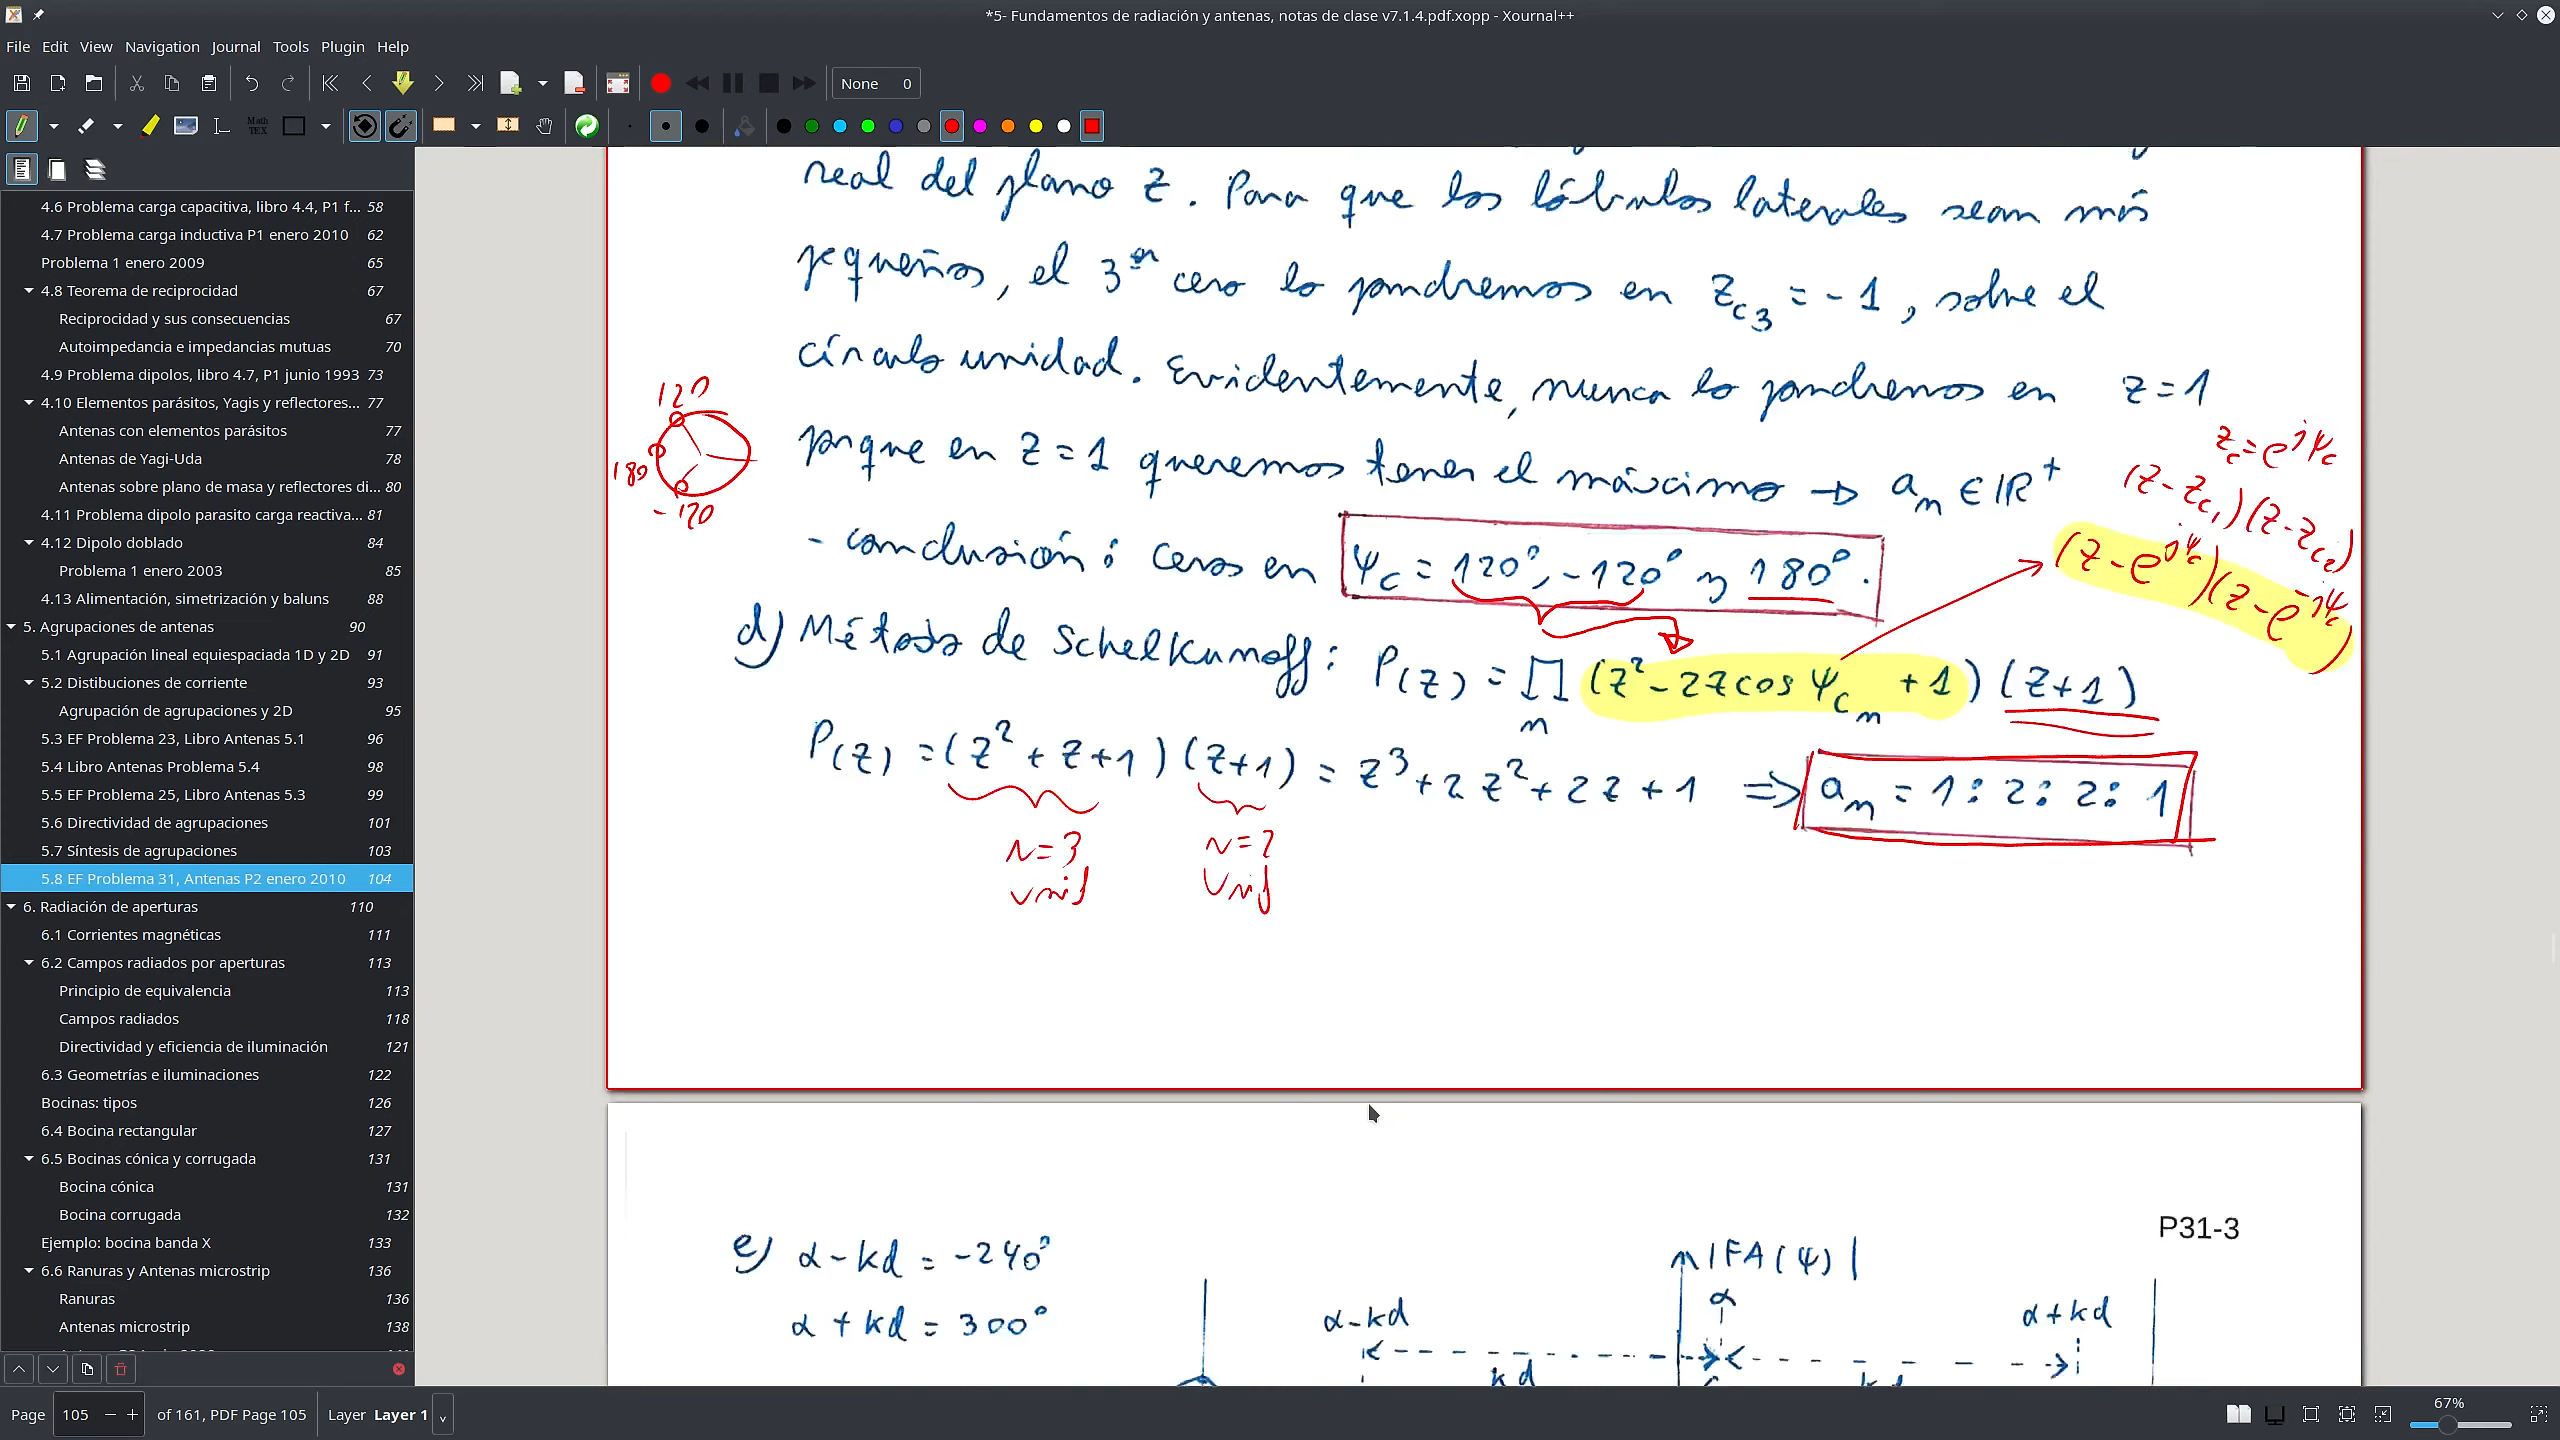 *5- Fundamentos de radiación y antenas, notas de clase v7.1.4.pdf.xopp - Xournal++
File Edit View Navigation Journal Tools Plugin Help
None 0
Math TEX
4.6 Problema carga capacitiva, libro 4.4, P1 f... 58
4.7 Problema carga inductiva P1 enero 2010 62
Problema 1 enero 2009 65
4.8 Teorema de reciprocidad 67
Reciprocidad y sus consecuencias 67
Autoimpedancia e impedancias mutuas 70
4.9 Problema dipolos, libro 4.7, P1 junio 1993 73
4.10 Elementos parásitos, Yagis y reflectores... 77
Antenas con elementos parásitos 77
Antenas de Yagi-Uda 78
Antenas sobre plano de masa y reflectores di... 80
4.11 Problema dipolo parasito carga reactiva... 81
4.12 Dipolo doblado 84
Problema 1 enero 2003 85
4.13 Alimentación, simetrización y baluns 88
5. Agrupaciones de antenas 90
5.1 Agrupación lineal equiespaciada 1D y 2D 91
5.2 Distibuciones de corriente 93
Agrupación de agrupaciones y 2D 95
5.3 EF Problema 23, Libro Antenas 5.1 96
5.4 Libro Antenas Problema 5.4 98
5.5 EF Problema 25, Libro Antenas 5.3 99
5.6 Directividad de agrupaciones 101
5.7 Síntesis de agrupaciones 103
5.8 EF Problema 31, Antenas P2 enero 2010 104
6. Radiación de aperturas 110
6.1 Corrientes magnéticas 111
6.2 Campos radiados por aperturas 113
Principio de equivalencia 113
Campos radiados 118
Directividad y eficiencia de iluminación 121
6.3 Geometrías e iluminaciones 122
Bocinas: tipos 126
6.4 Bocina rectangular 127
6.5 Bocinas cónica y corrugada 131
Bocina cónica 131
Bocina corrugada 132
Ejemplo: bocina banda X 133
6.6 Ranuras y Antenas microstrip 136
Ranuras 136
Antenas microstrip 138
real del plano z. Para que los lóbulos laterales sean más
pequeños, el 3er cero lo pondremos en z_c3 = -1, sobre el
círculo unidad. Evidentemente, nunca lo pondremos en z=1
porque en z=1 queremos tener el máximo → a_n ∈ IR⁺
- conclusión: ceros en ψ_c = 120°, -120° y 180°.
d) Método de Schelkunoff: P(z) = ∏_n (z² - 2z cos ψ_c_n + 1) (z+1)
P(z) = (z² + z + 1) (z+1) = z³ + 2z² + 2z + 1 ⇒ a_n = 1 : 2 : 2 : 1
120
180
-120
z_c = e^jψ_c
(z - z_c1)(z - z_c2)
(z - e^jψ_c)(z - e^-jψ_c)
N=3 N=2
Unif Unif
P31-3
e) α - kd = -240°
α + kd = 300°
|FA(ψ)|
α
α-kd α+kd
kd kd
Page 105 − + of 161, PDF Page 105 Layer Layer 1 67%